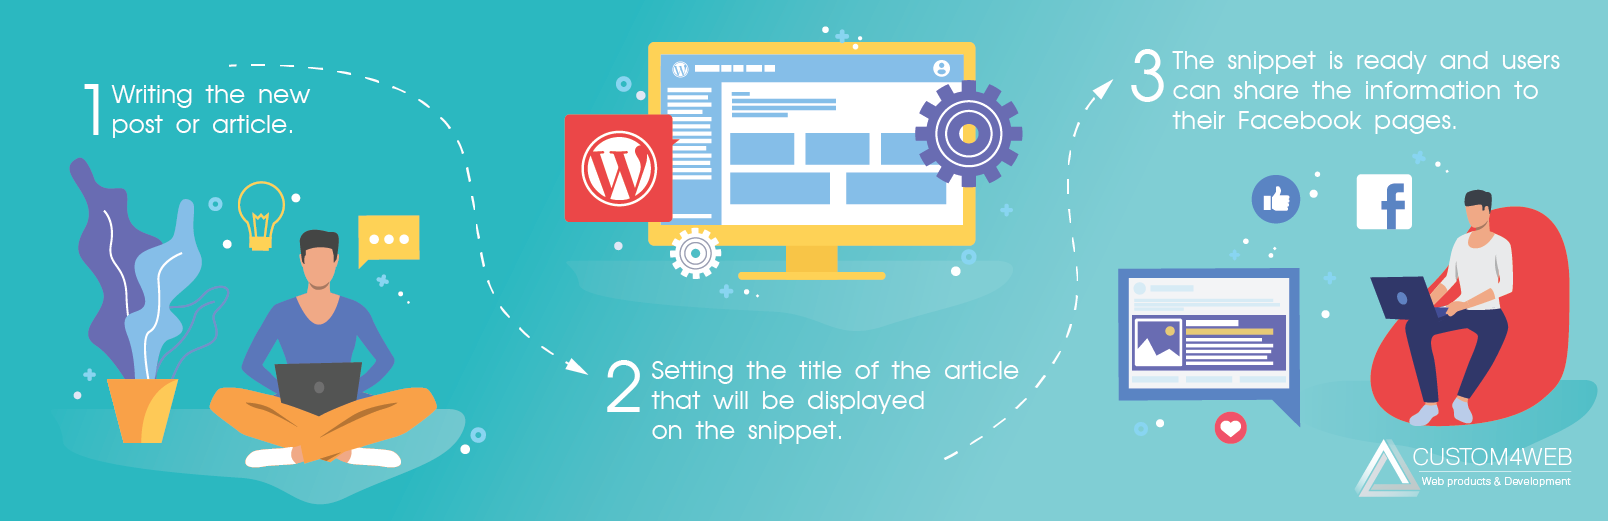 1 Writing the new
post or article.
2 Setting the title of the article
that will be displayed
on the snippet.
3 The snippet is ready and users
can share the information to
their Facebook pages.
CUSTOM4WEB
Web products & Development